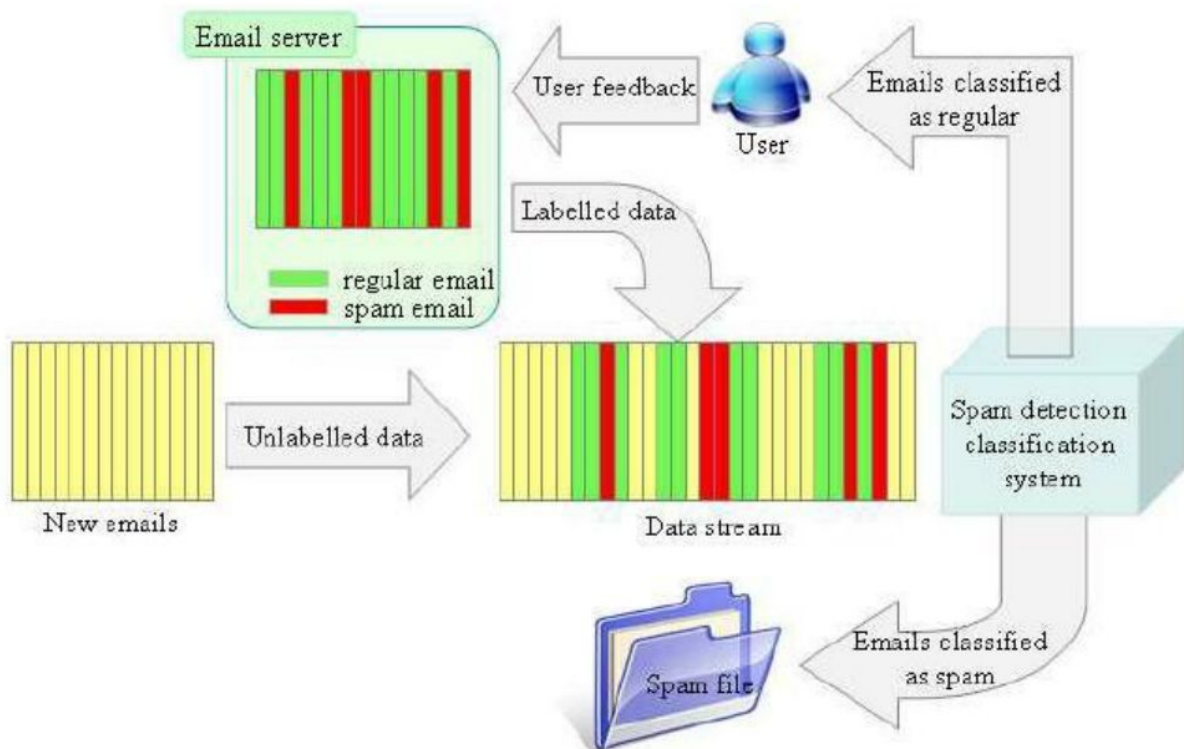 Email server
User feedback
User
Emails classified
as regular
Labelled data
regular email
spam email
Unlabelled data
New emails
Data stream
Spam detection
classification
system
Emails classified
as spam
Spam file